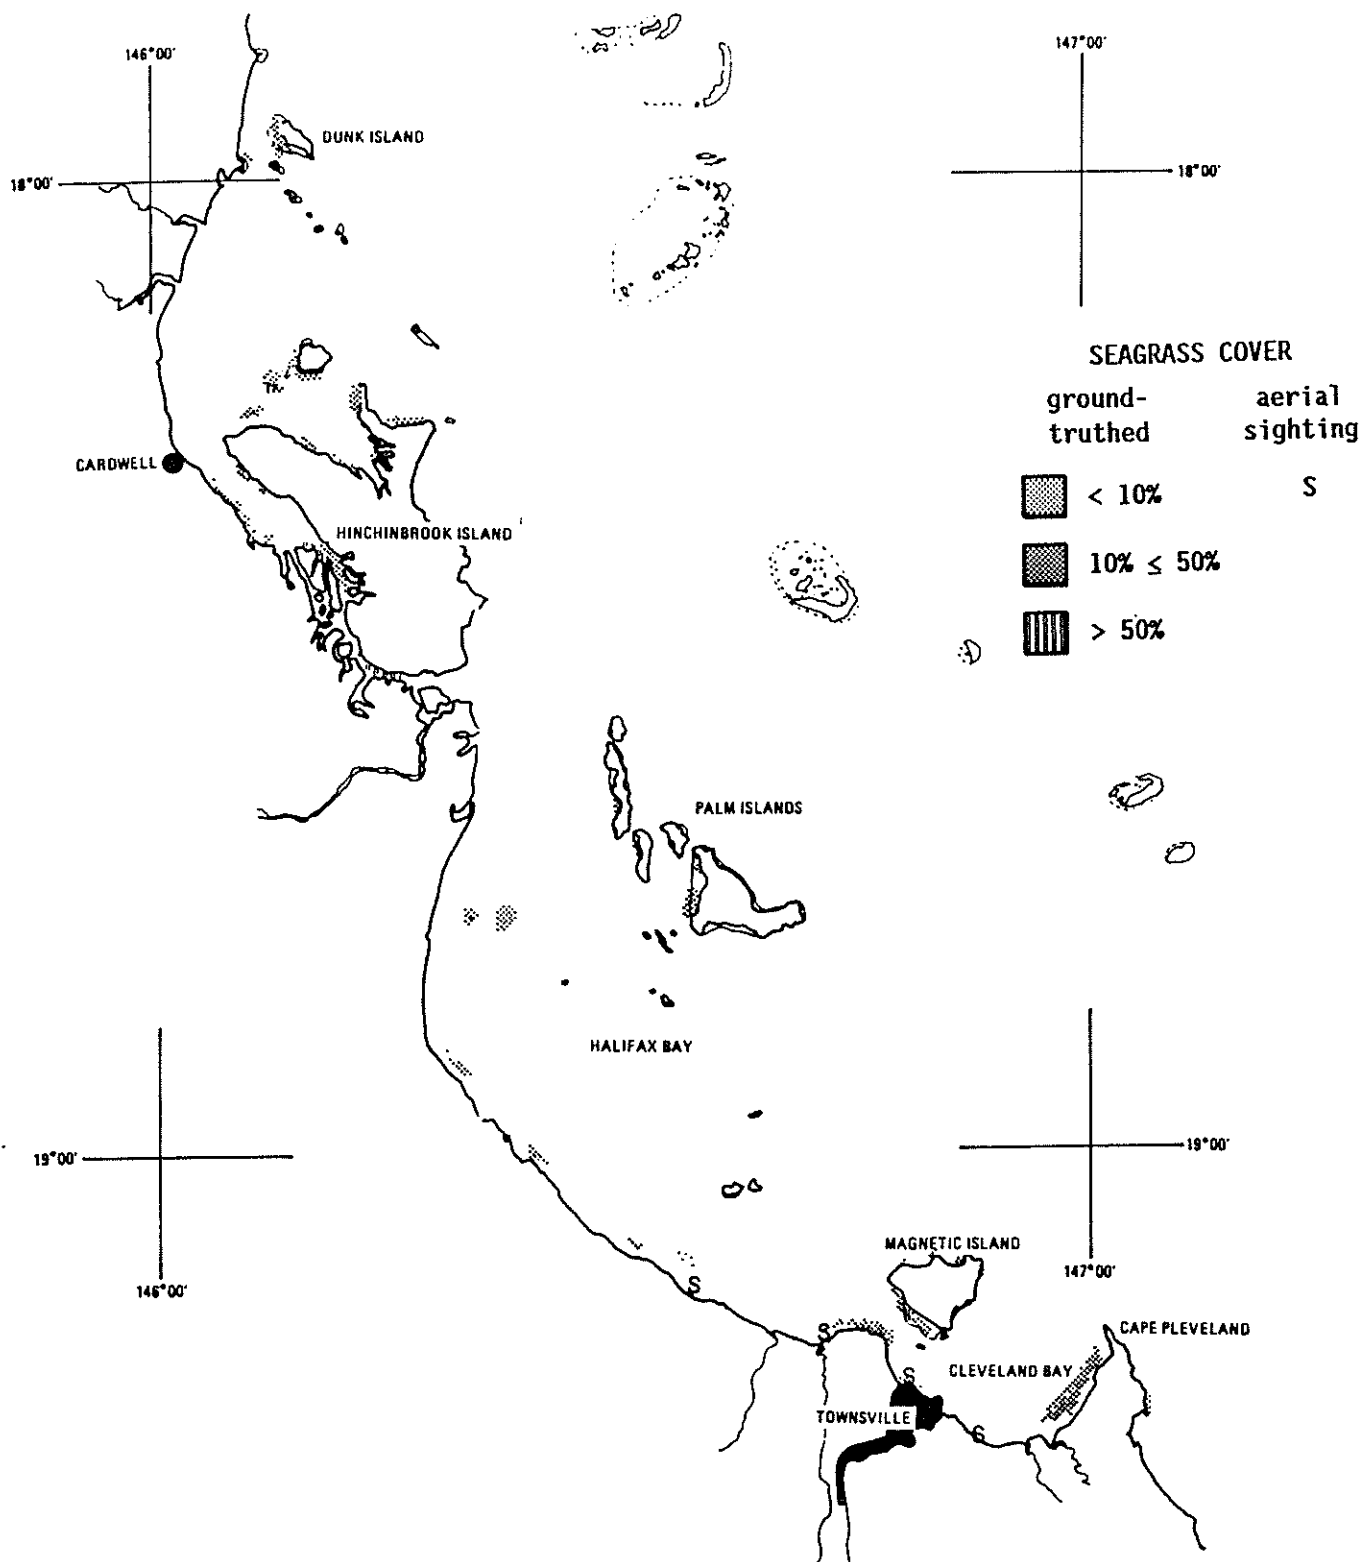 146°00'
147°00'
DUNK ISLAND
18°00'
18°00'
SEAGRASS COVER
ground-truthed
aerial sighting
< 10%
S
10% ≤ 50%
> 50%
CARDWELL
HINCHINBROOK ISLAND
PALM ISLANDS
HALIFAX BAY
19°00'
19°00'
MAGNETIC ISLAND
146°00'
147°00'
S
S
CAPE PLEVELAND
S
CLEVELAND BAY
TOWNSVILLE
S